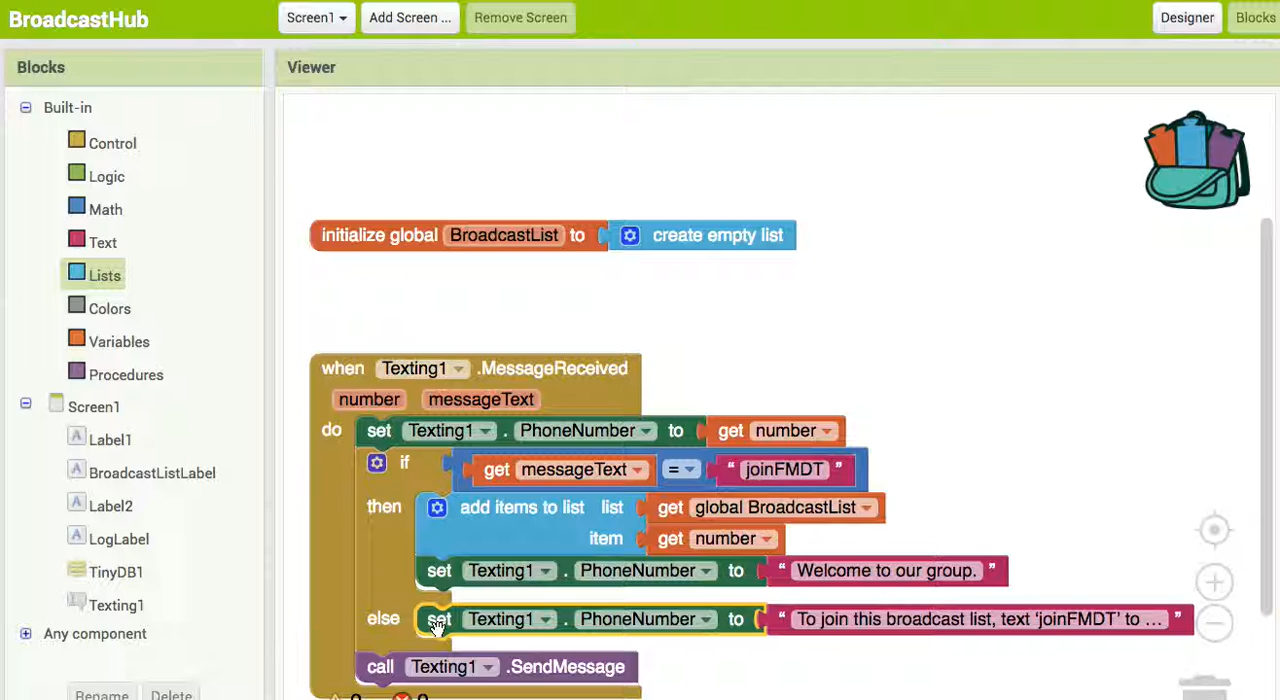 BroadcastHub
Screen1 Add Screen ... Remove Screen Designer Blocks
Blocks
Viewer
Built-in
Control
Logic
Math
Text
Lists
Colors
Variables
Procedures
Screen1
Label1
BroadcastListLabel
Label2
LogLabel
TinyDB1
Texting1
Any component
Rename Delete
initialize global BroadcastList to create empty list
when Texting1 .MessageReceived
number messageText
do set Texting1 . PhoneNumber to get number
if get messageText = “ joinFMDT ”
then add items to list list get global BroadcastList
item get number
set Texting1 . PhoneNumber to “ Welcome to our group. ”
else set Texting1 . PhoneNumber to “ To join this broadcast list, text ‘joinFMDT’ to ... ”
call Texting1 .SendMessage